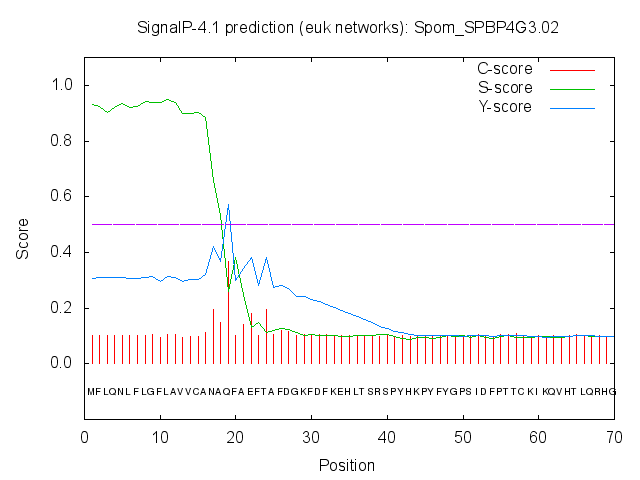 SignalP-4.1 prediction (euk networks): Spom_SPBP4G3.02
C-score
S-score
Y-score
1.0
0.8
0.6
0.4
0.2
0.0
Score
MFLQNLFLGFLAVVCANAQFAEFTAFDGKFDFKEHLTSRSPYHKPYFYGPSIDFPTTCKIKQVHTLQRHG
0 10 20 30 40 50 60 70
Position